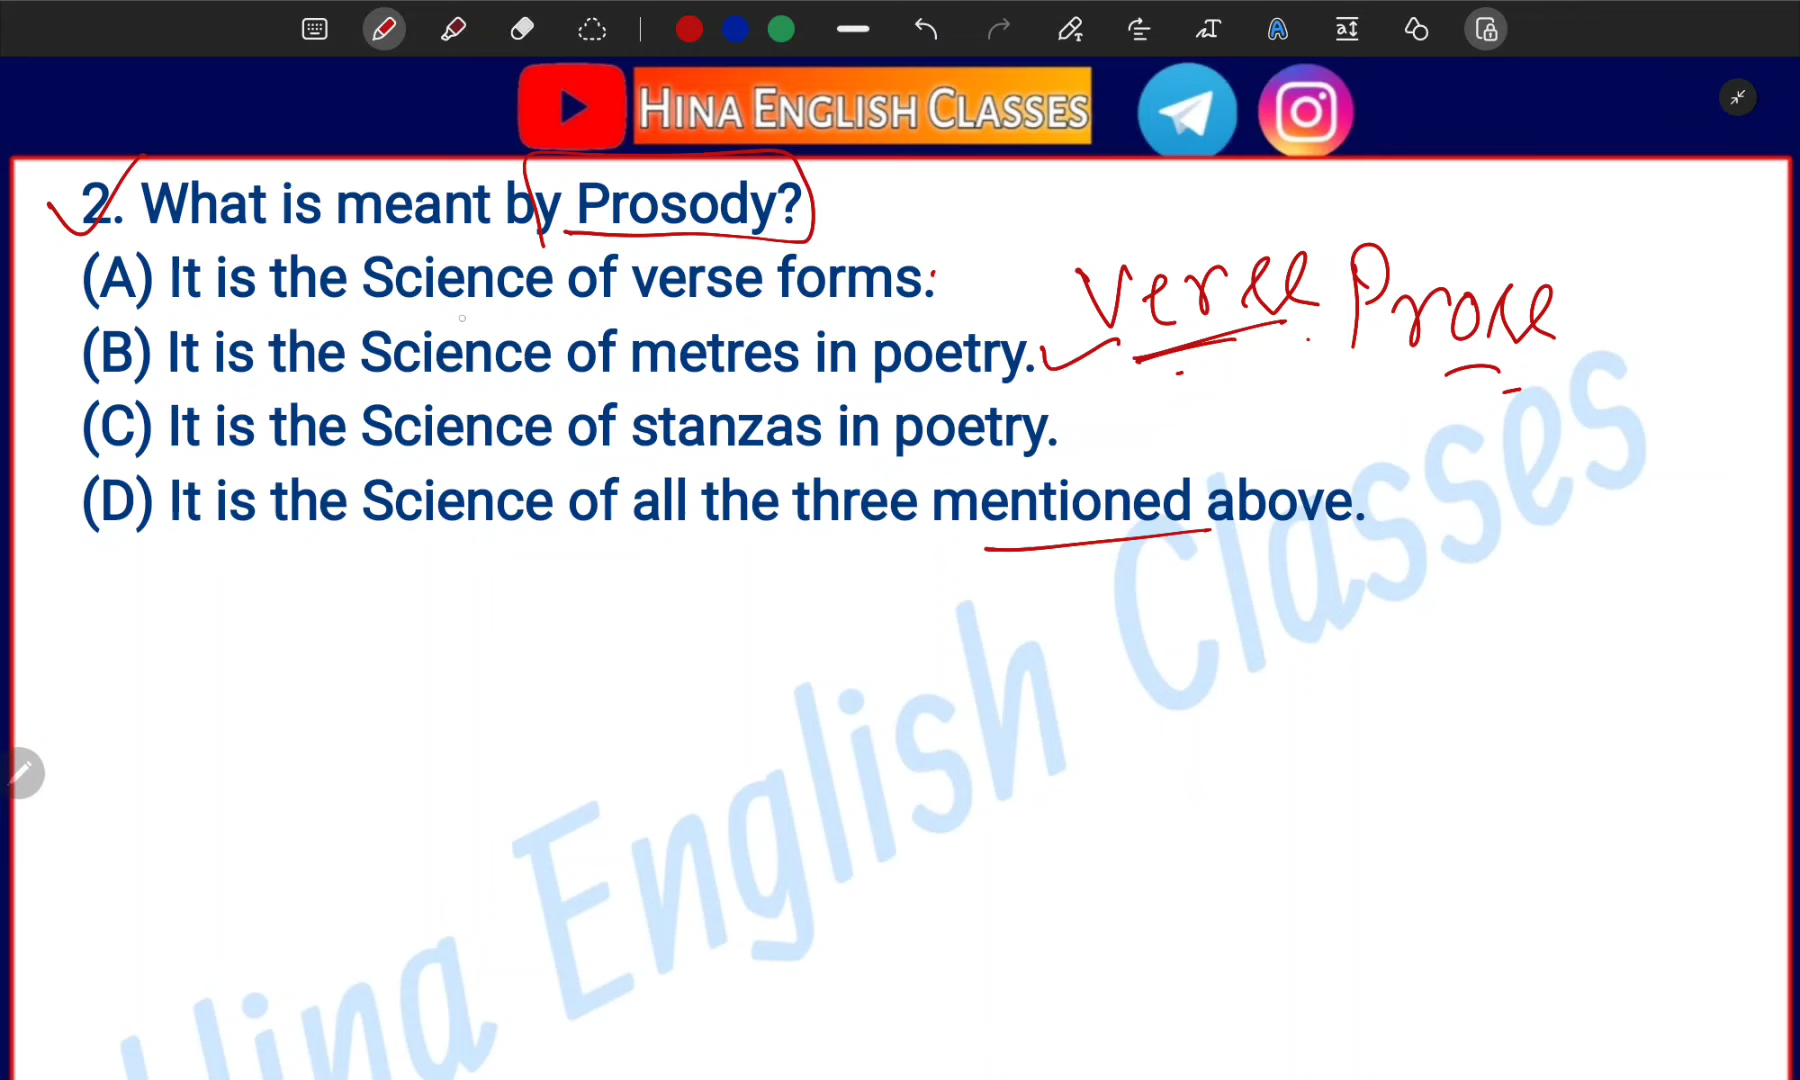 HINA ENGLISH CLASSES
2. What is meant by Prosody?
(A) It is the Science of verse forms.
Verse Prose
(B) It is the Science of metres in poetry.
(C) It is the Science of stanzas in poetry.
(D) It is the Science of all the three mentioned above.
Hina English Classes